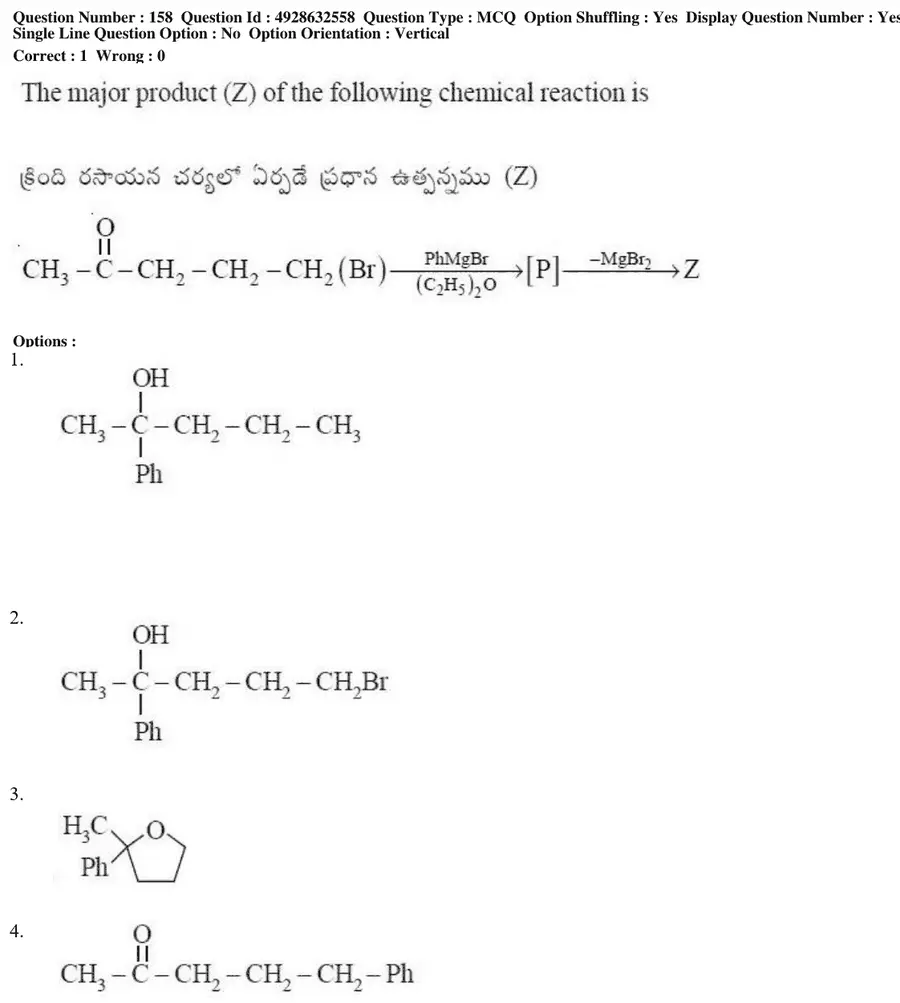 Question Number : 158 Question Id : 4928632558 Question Type : MCQ Option Shuffling : Yes Display Question Number : Yes
Single Line Question Option : No Option Orientation : Vertical
Correct : 1 Wrong : 0
The major product (Z) of the following chemical reaction is
క్రింది రసాయన చర్యలో ఏర్పడే ప్రధాన ఉత్పన్నము (Z)
O
CH3 – C – CH2 – CH2 – CH2 (Br) PhMgBr (C2H5)2O → [P] –MgBr2 → Z
Options :
1.
OH
CH3 – C – CH2 – CH2 – CH3
Ph
2.
OH
CH3 – C – CH2 – CH2 – CH2Br
Ph
3.
H3C O
Ph
4.
O
CH3 – C – CH2 – CH2 – CH2 – Ph